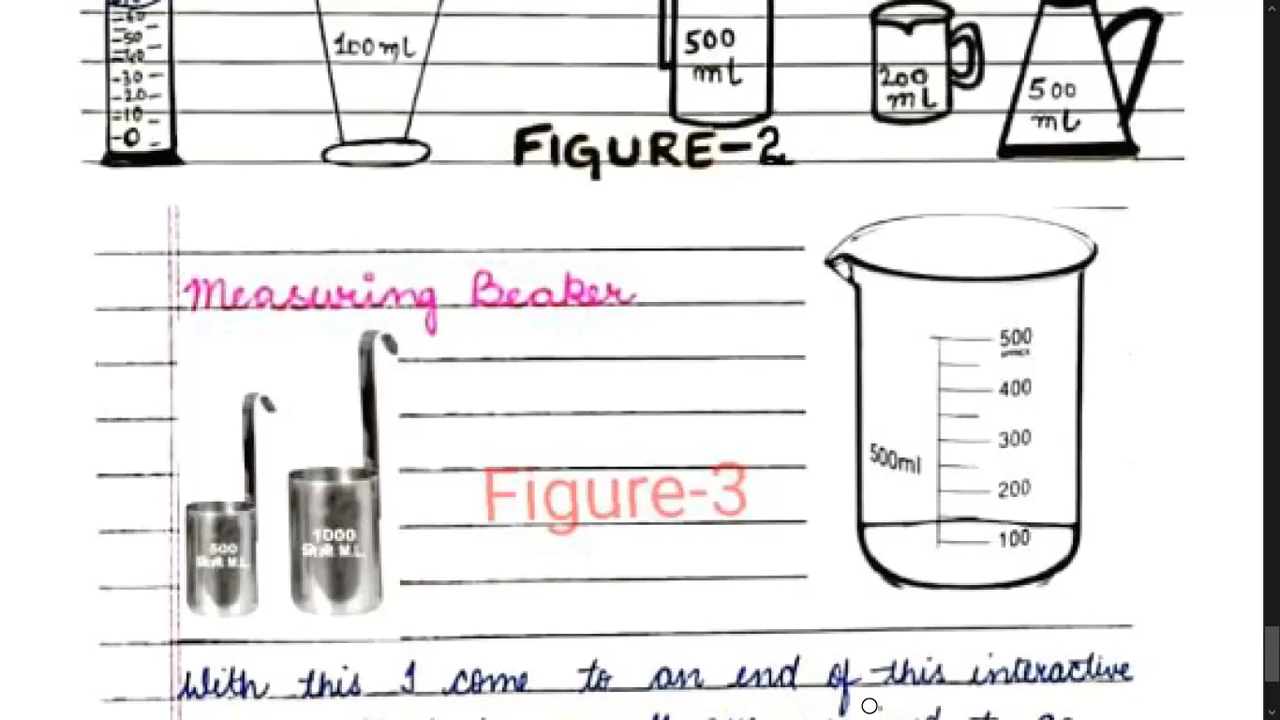 -50
-40
-30
-20-
-10
-0 -
100ml
500
ml
200
ml
500
ml
FIGURE-2
Measuring Beaker
500
400
300
200
100
500ml
Figure-3
1000
M.L.
500
M.L.
With this I come to an end of this interactive